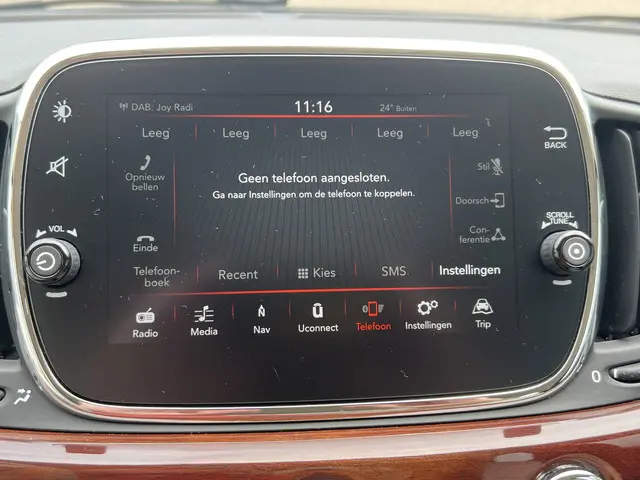 DAB: Joy Radi
11:16
24° Buiten
Leeg
Leeg
Leeg
Leeg
Leeg
BACK
Opnieuw
bellen
Geen telefoon aangesloten.
Ga naar Instellingen om de telefoon te koppelen.
Stil
Doorsch
VOL
Einde
Con-
ferentie
SCROLL
TUNE
Telefoon-
boek
Recent
Kies
SMS
Instellingen
Radio
Media
Nav
Uconnect
Telefoon
Instellingen
Trip
0